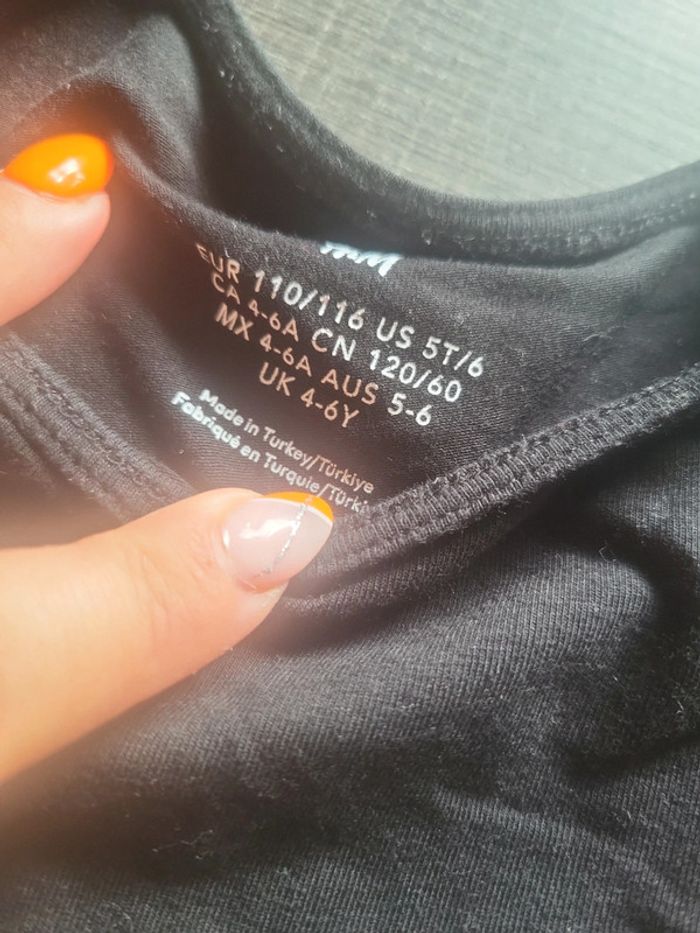 H&M
EUR 110/116 US 5T/6
CA 4-6A CN 120/60
MX 4-6A AUS 5-6
UK 4-6Y
Made in Turkey/Türkiye
Fabriqué en Turquie/Türki